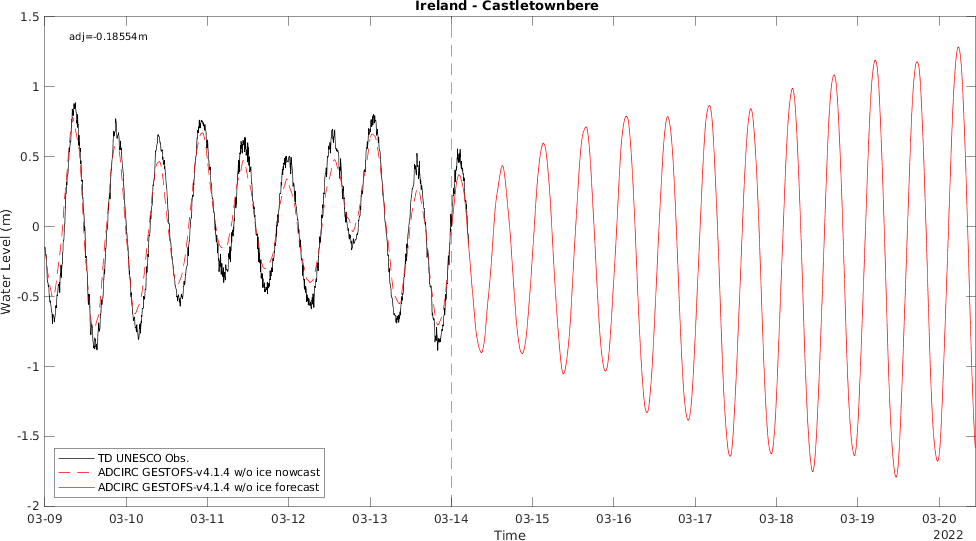 Ireland - Castletownbere
adj=-0.18554m
Water Level (m)
1.5
1
0.5
0
-0.5
-1
-1.5
-2
TD UNESCO Obs.
ADCIRC GESTOFS-v4.1.4 w/o ice nowcast
ADCIRC GESTOFS-v4.1.4 w/o ice forecast
03-09 03-10 03-11 03-12 03-13 03-14 03-15 03-16 03-17 03-18 03-19 03-20
2022
Time